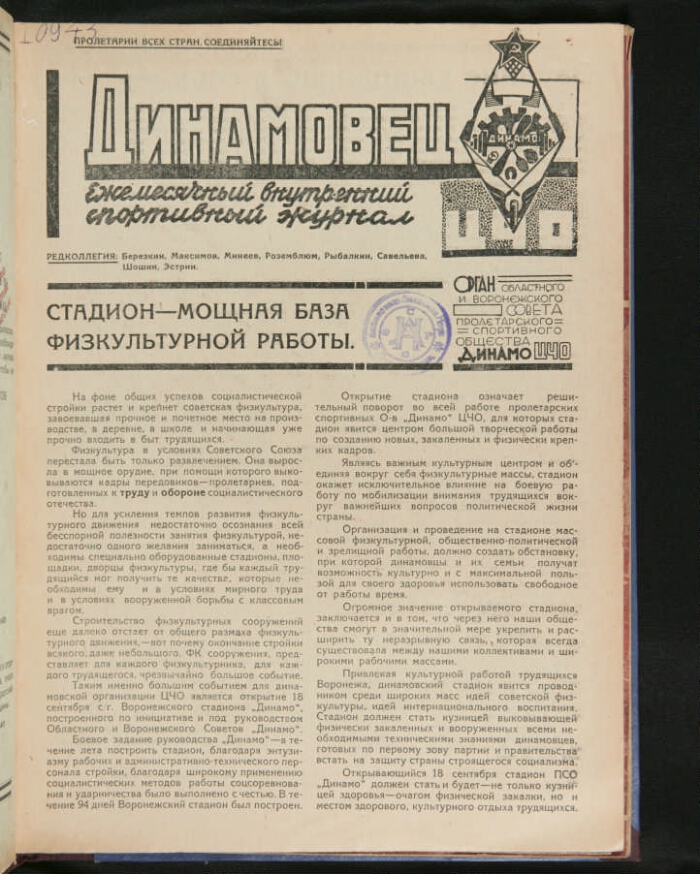 10943
ПРОЛЕТАРИИ ВСЕХ СТРАН, СОЕДИНЯЙТЕСЬ!
ДИНАМОВЕЦ
Ежемесячный внутренний
спортивный журнал
ДИНАМО
ЦЧО
РЕДКОЛЛЕГИЯ: Березкин, Максимов, Минеев, Розамблюм, Рыбалкин, Савельева,
Шошин, Эстрин.
СТАДИОН—МОЩНАЯ БАЗА
ФИЗКУЛЬТУРНОЙ РАБОТЫ.
ОРГАН ОБЛАСТНОГО
И ВОРОНЕЖСКОГО
СОВЕТА
ПРОЛЕТАРСКОГО=
=СПОРТИВНОГО
ОБЩЕСТВА
ДИНАМО ЦЧО
На фоне общих успехов социалистической
стройки растет и крепнет советская физкультура,
завоевавшая прочное и почетное место на произ-
водстве, в деревне, в школе и начинающая уже
прочно входить в быт трудящихся.
Физкультура в условиях Советского Союза
перестала быть только развлечением. Она вырос-
ла в мощное орудие, при помощи которого выко-
вываются кадры передовиков—пролетариев, под-
готовленных к труду и обороне социалистического
отечества.
Но для усиления темпов развития физкуль-
турного движения недостаточно осознания всей
бесспорной полезности занятия физкультурой, не-
достаточно одного желания заниматься, а необ-
ходимы специально оборудованные стадионы, пло-
щадки, дворцы физкультуры, где бы каждый тру-
дящийся мог получить те качества, которые не-
обходимы ему и в условиях мирного труда
и в условиях вооруженной борьбы с классовым
врагом.
Строительство физкультурных сооружений
еще далеко отстает от общего размаха физкуль-
турного движения,—вот почему окончание стройки
всякого, даже небольшого, ФК сооружения, пред-
ставляет для каждого физкультурника, для каж-
дого трудящегося, чрезвычайно большое событие.
Таким именно большим событием для дина-
мовской организации ЦЧО является открытие 18
сентября с.г. Воронежского стадиона „Динамо",
построенного по инициативе и под руководством
Областного и Воронежского Советов „Динамо".
Боевое задание руководства „Динамо"—в те-
чение лета построить стадион, благодаря энтузи-
азму рабочих и административно-технического пер-
сонала стройки, благодаря широкому применению
социалистических методов работы соцсоревнова-
ния и ударничества было выполнено с честью. В те-
чение 94 дней Воронежский стадион был построен.
Открытие стадиона означает реши-
тельный поворот во всей работе пролетарских
спортивных О-в „Динамо" ЦЧО, для которых ста-
дион явится центром большой творческой работы
по созданию новых, закаленных и физически креп-
ких кадров.
Являясь важным культурным центром и об'е-
диняя вокруг себя физкультурные массы, стадион
окажет исключительное влияние на боевую ра-
боту по мобилизации внимания трудящихся вок-
руг важнейших вопросов политической жизни
страны.
Организация и проведение на стадионе мас-
совой физкультурной, общественно-политической
и зрелищной работы, должно создать обстановку,
при которой динамовцы и их семьи получат
возможность культурно и с максимальной поль-
зой для своего здоровья использовать свободное
от работы время.
Огромное значение открываемого стадиона,
заключается и в том, что через него наши обще-
ства смогут в значительной мере укрепить и рас-
ширить ту неразрывную связь, которая всегда
существовала между нашими коллективами и ши-
рокими рабочими массами.
Привлекая культурной работой трудящихся
Воронежа, динамовский стадион явится провод-
ником среди широких масс идей советской физ-
культуры, идей интернационального воспитания.
Стадион должен стать кузницей выковывающей
физически закаленных и вооруженных всеми не-
обходимыми техническими знаниями динамовцев,
готовых по первому зову партии и правительства
встать на защиту страны строящегося социализма.
Открывающийся 18 сентября стадион ПСО
„Динамо" должен стать и будет—не только кузни-
цей здоровья—очагом физической закалки, но и
местом здорового, культурного отдыха трудящихся.